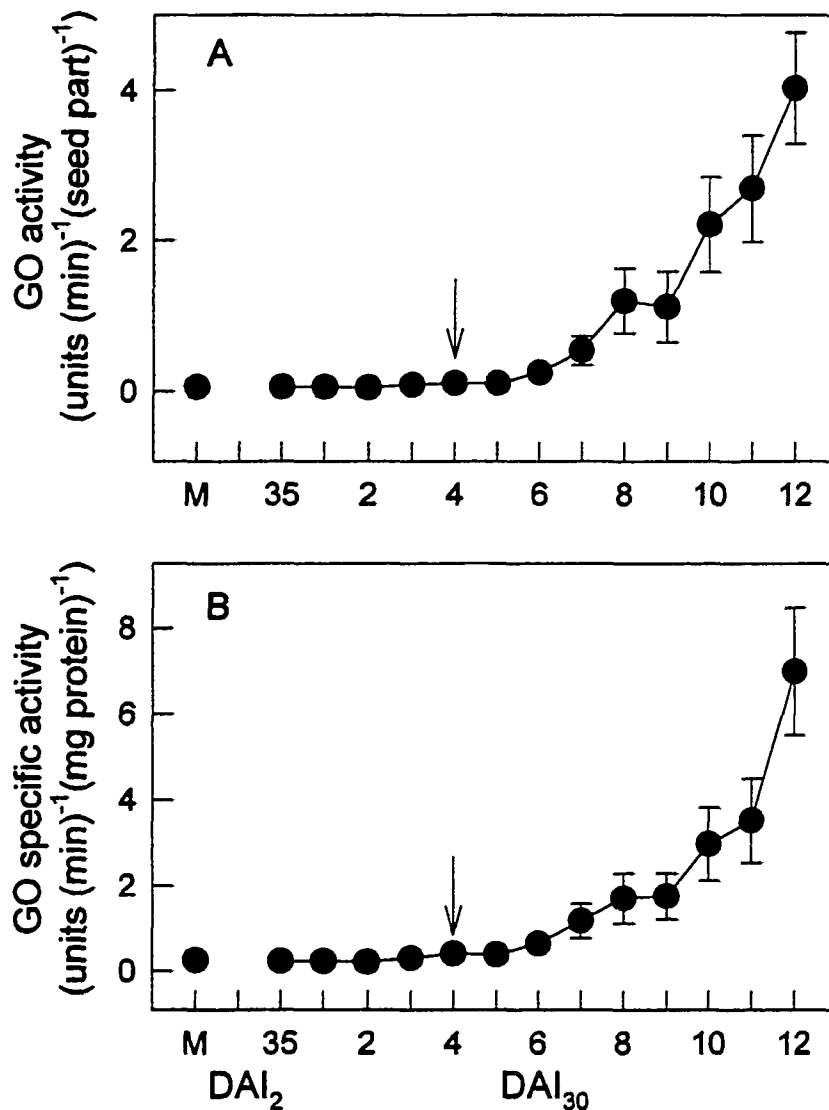 A
GO activity
(units (min)⁻¹(seed part)⁻¹
4
2
0
M 35 2 4 6 8 10 12
B
GO specific activity
(units (min)⁻¹(mg protein)⁻¹
8
6
4
2
0
M 35 2 4 6 8 10 12
DAI₂ DAI₃₀